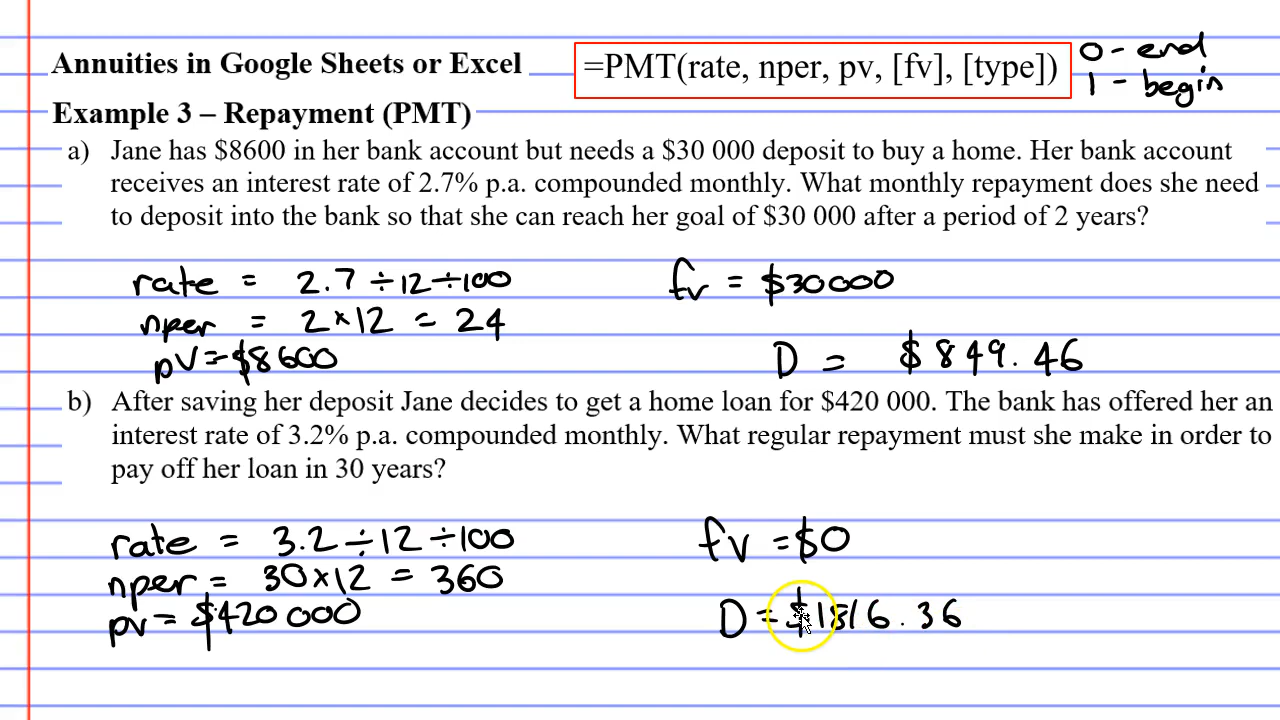 Annuities in Google Sheets or Excel
=PMT(rate, nper, pv, [fv], [type])
0 - end
1 - begin
Example 3 – Repayment (PMT)
a) Jane has $8600 in her bank account but needs a $30 000 deposit to buy a home. Her bank account
receives an interest rate of 2.7% p.a. compounded monthly. What monthly repayment does she need
to deposit into the bank so that she can reach her goal of $30 000 after a period of 2 years?
rate = 2.7 ÷ 12 ÷ 100
fv = $30000
nper = 2 × 12 = 24
pV = $8600
D = $849.46
b) After saving her deposit Jane decides to get a home loan for $420 000. The bank has offered her an
interest rate of 3.2% p.a. compounded monthly. What regular repayment must she make in order to
pay off her loan in 30 years?
rate = 3.2 ÷ 12 ÷ 100
fv = $0
nper = 30 × 12 = 360
pv = $420 000
D = $1816.36